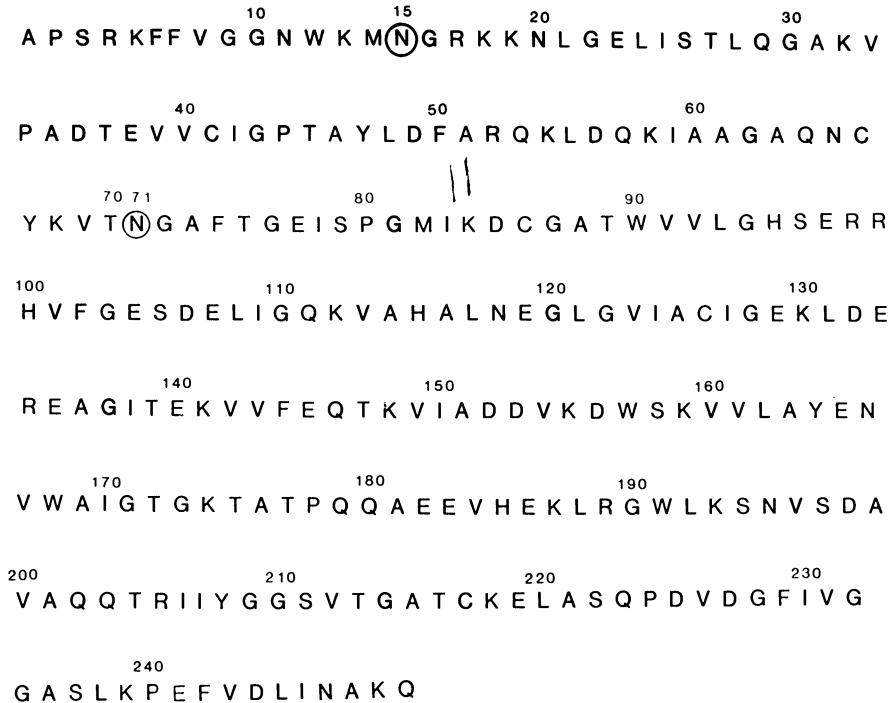 10 15 20 30
A P S R K F F V G G N W K M N G R K K N L G E L I S T L Q G A K V
40 50 60
P A D T E V V C I G P T A Y L D F A R Q K L D Q K I A A G A Q N C
70 71 80 90
Y K V T N G A F T G E I S P G M I K D C G A T W V V L G H S E R R
100 110 120 130
H V F G E S D E L I G Q K V A H A L N E G L G V I A C I G E K L D E
140 150 160
R E A G I T E K V V F E Q T K V I A D D V K D W S K V V L A Y E N
170 180 190
V W A I G T G K T A T P Q Q A E E V H E K L R G W L K S N V S D A
200 210 220 230
V A Q Q T R I I Y G G S V T G A T C K E L A S Q P D V D G F I V G
240
G A S L K P E F V D L I N A K Q